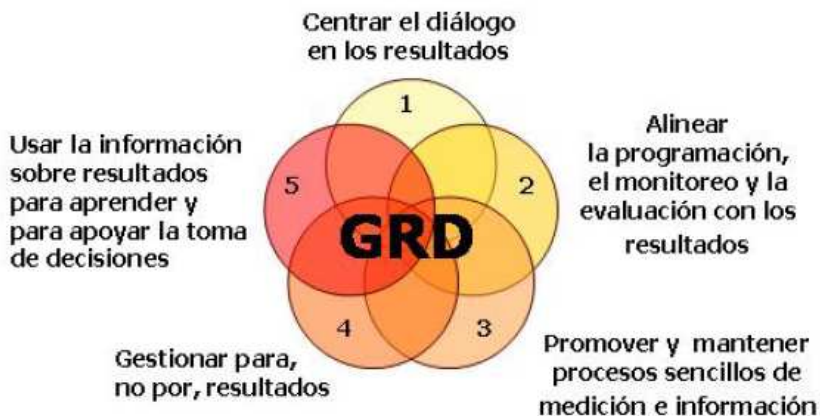 Centrar el diálogo
en los resultados
1
Alinear
la programación,
el monitoreo y la
evaluación con los
resultados
2
Promover y mantener
procesos sencillos de
medición e información
3
Gestionar para,
no por, resultados
4
Usar la información
sobre resultados
para aprender y
para apoyar la toma
de decisiones
5
GRD